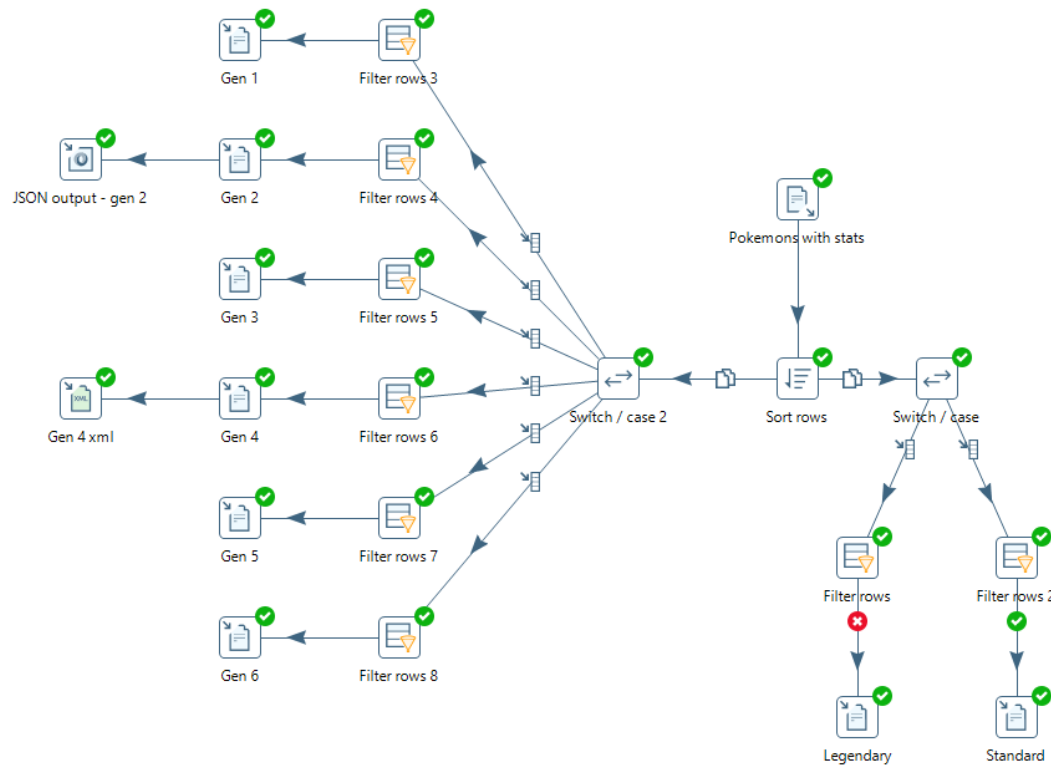 Gen 1
Filter rows 3
JSON output - gen 2
Gen 2
Filter rows 4
Pokemons with stats
Gen 3
Filter rows 5
XML
Gen 4 xml
Gen 4
Filter rows 6
Switch / case 2
Sort rows
Switch / case
Gen 5
Filter rows 7
Filter rows
Filter rows 2
Gen 6
Filter rows 8
Legendary
Standard